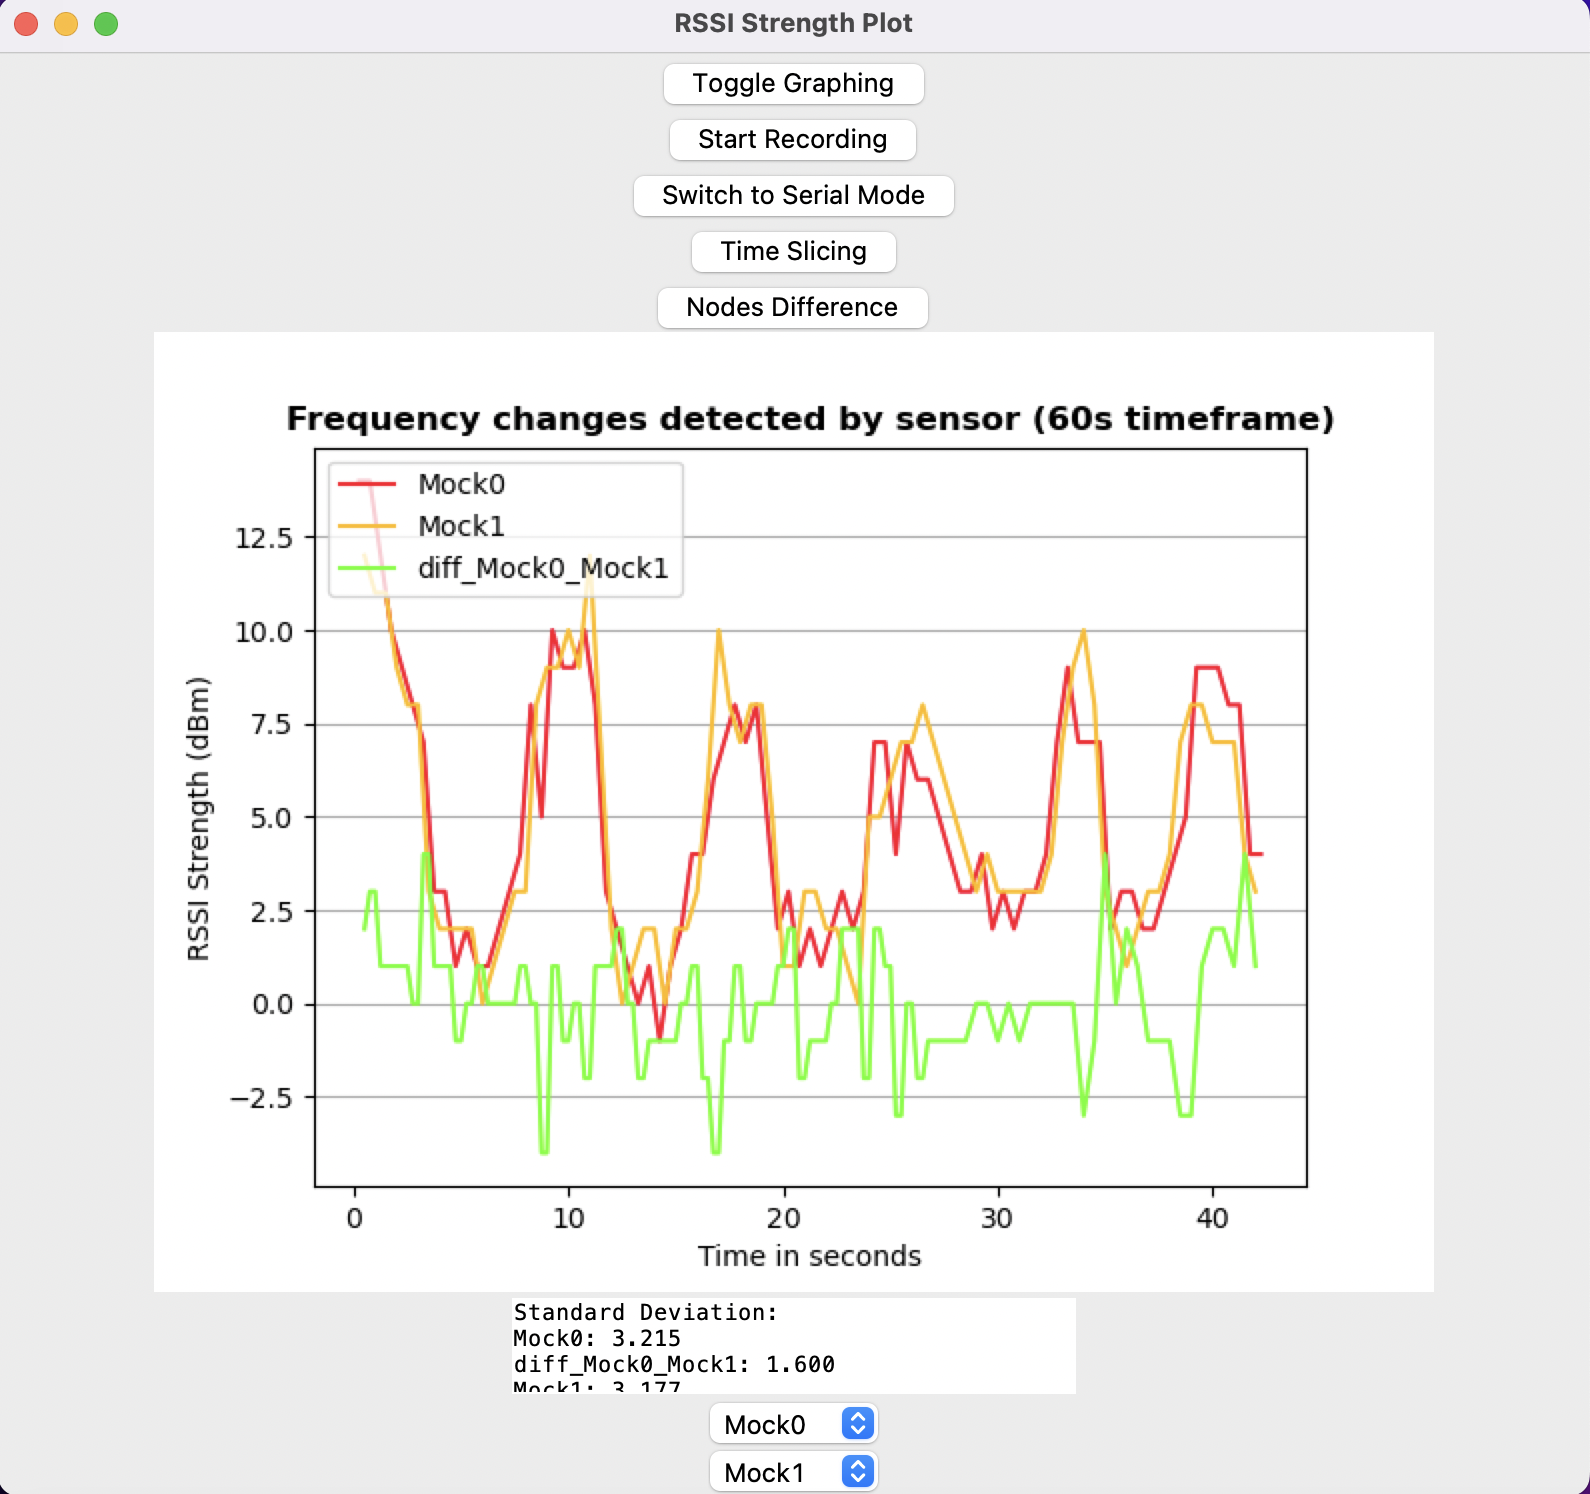 RSSI Strength Plot
Toggle Graphing
Start Recording
Switch to Serial Mode
Time Slicing
Nodes Difference
Frequency changes detected by sensor (60s timeframe)
Mock0
Mock1
diff_Mock0_Mock1
12.5
10.0
7.5
5.0
2.5
0.0
−2.5
RSSI Strength (dBm)
0 10 20 30 40
Time in seconds
Standard Deviation:
Mock0: 3.215
diff_Mock0_Mock1: 1.600
Mock1: 3.177
Mock0
Mock1